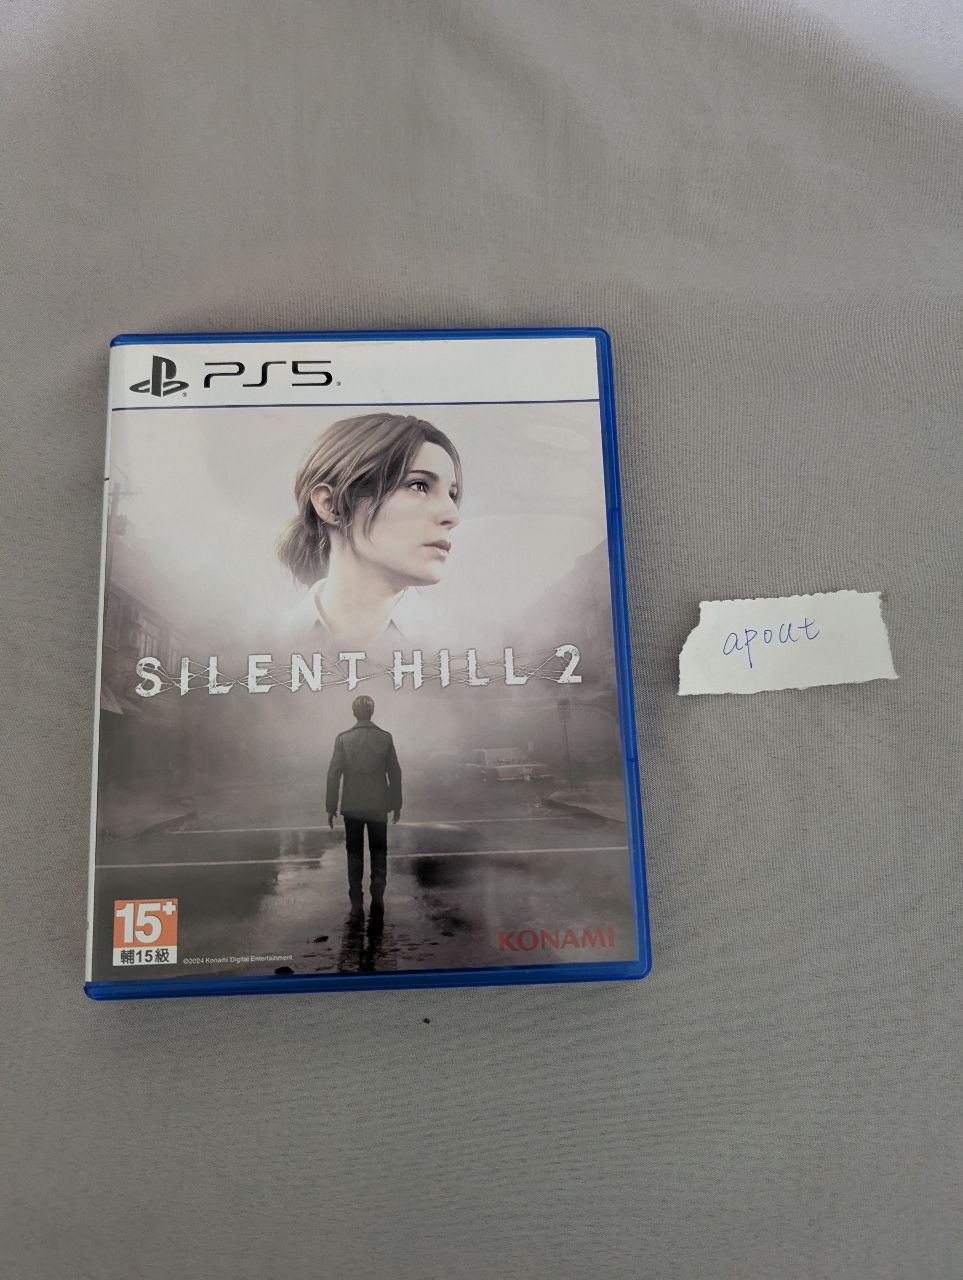 PS5
SILENT HILL 2
apout
15+
輔15級
©2024 Konami Digital Entertainment
KONAMI